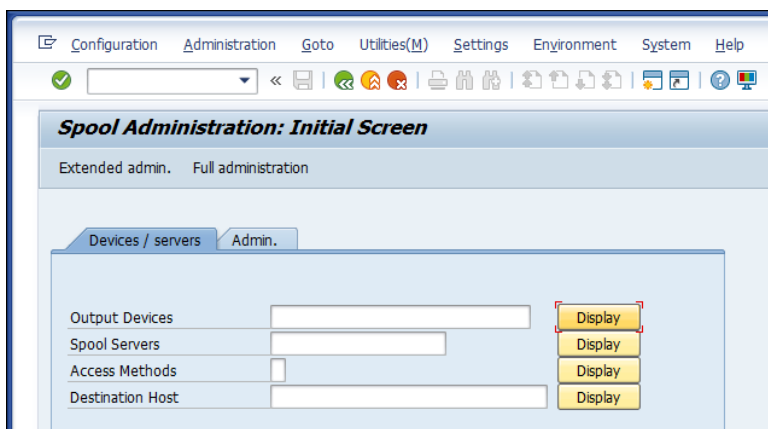 Configuration Administration Goto Utilities(M) Settings Environment System Help
Spool Administration: Initial Screen
Extended admin. Full administration
Devices / servers Admin.
Output Devices Display
Spool Servers Display
Access Methods Display
Destination Host Display